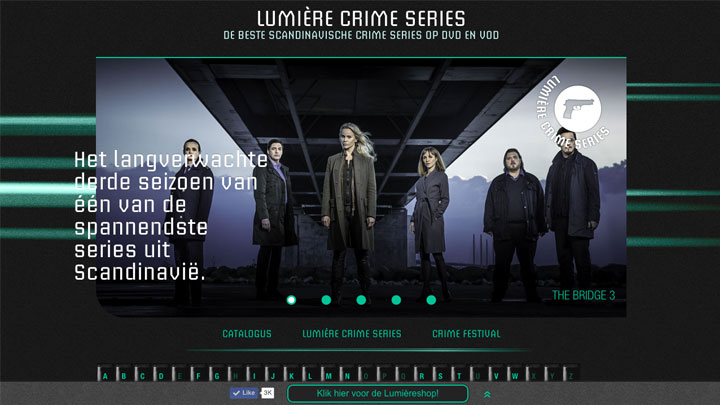 LUMIÈRE CRIME SERIES
DE BESTE SCANDINAVISCHE CRIME SERIES OP DVD EN VOD
LUMIÈRE CRIME SERIES
Het langverwachte
derde seizoen van
één van de
spannendste
series uit
Scandinavië.
THE BRIDGE 3
CATALOGUS LUMIÈRE CRIME SERIES CRIME FESTIVAL
A B C D E F G H I J K L M N O P Q R S T U V W X Y Z
Like 3K Klik hier voor de Lumièreshop!